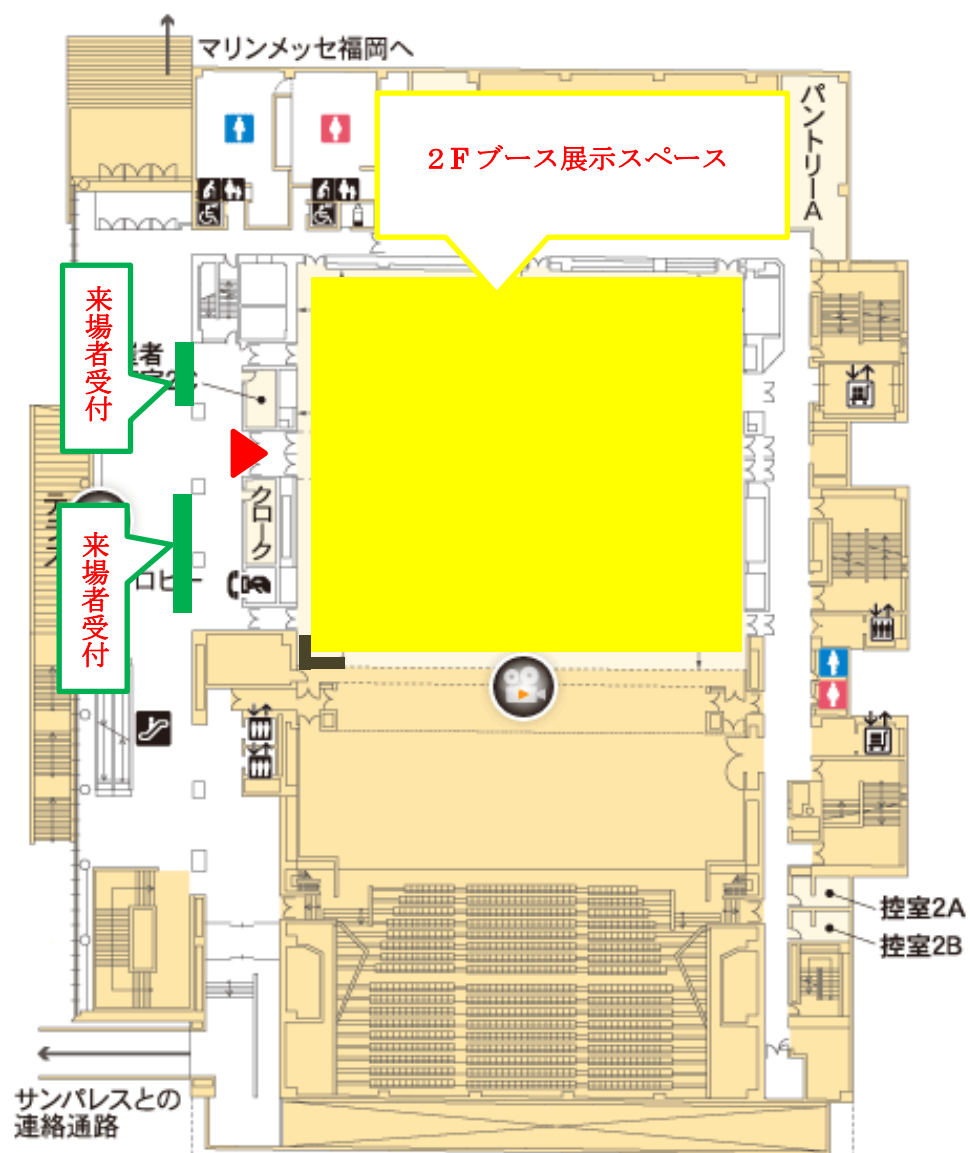 マリンメッセ福岡へ
2Fブース展示スペース
パントリーA
来場者受付
クローク
来場者受付
控室2A
控室2B
サンパレスとの
連絡通路